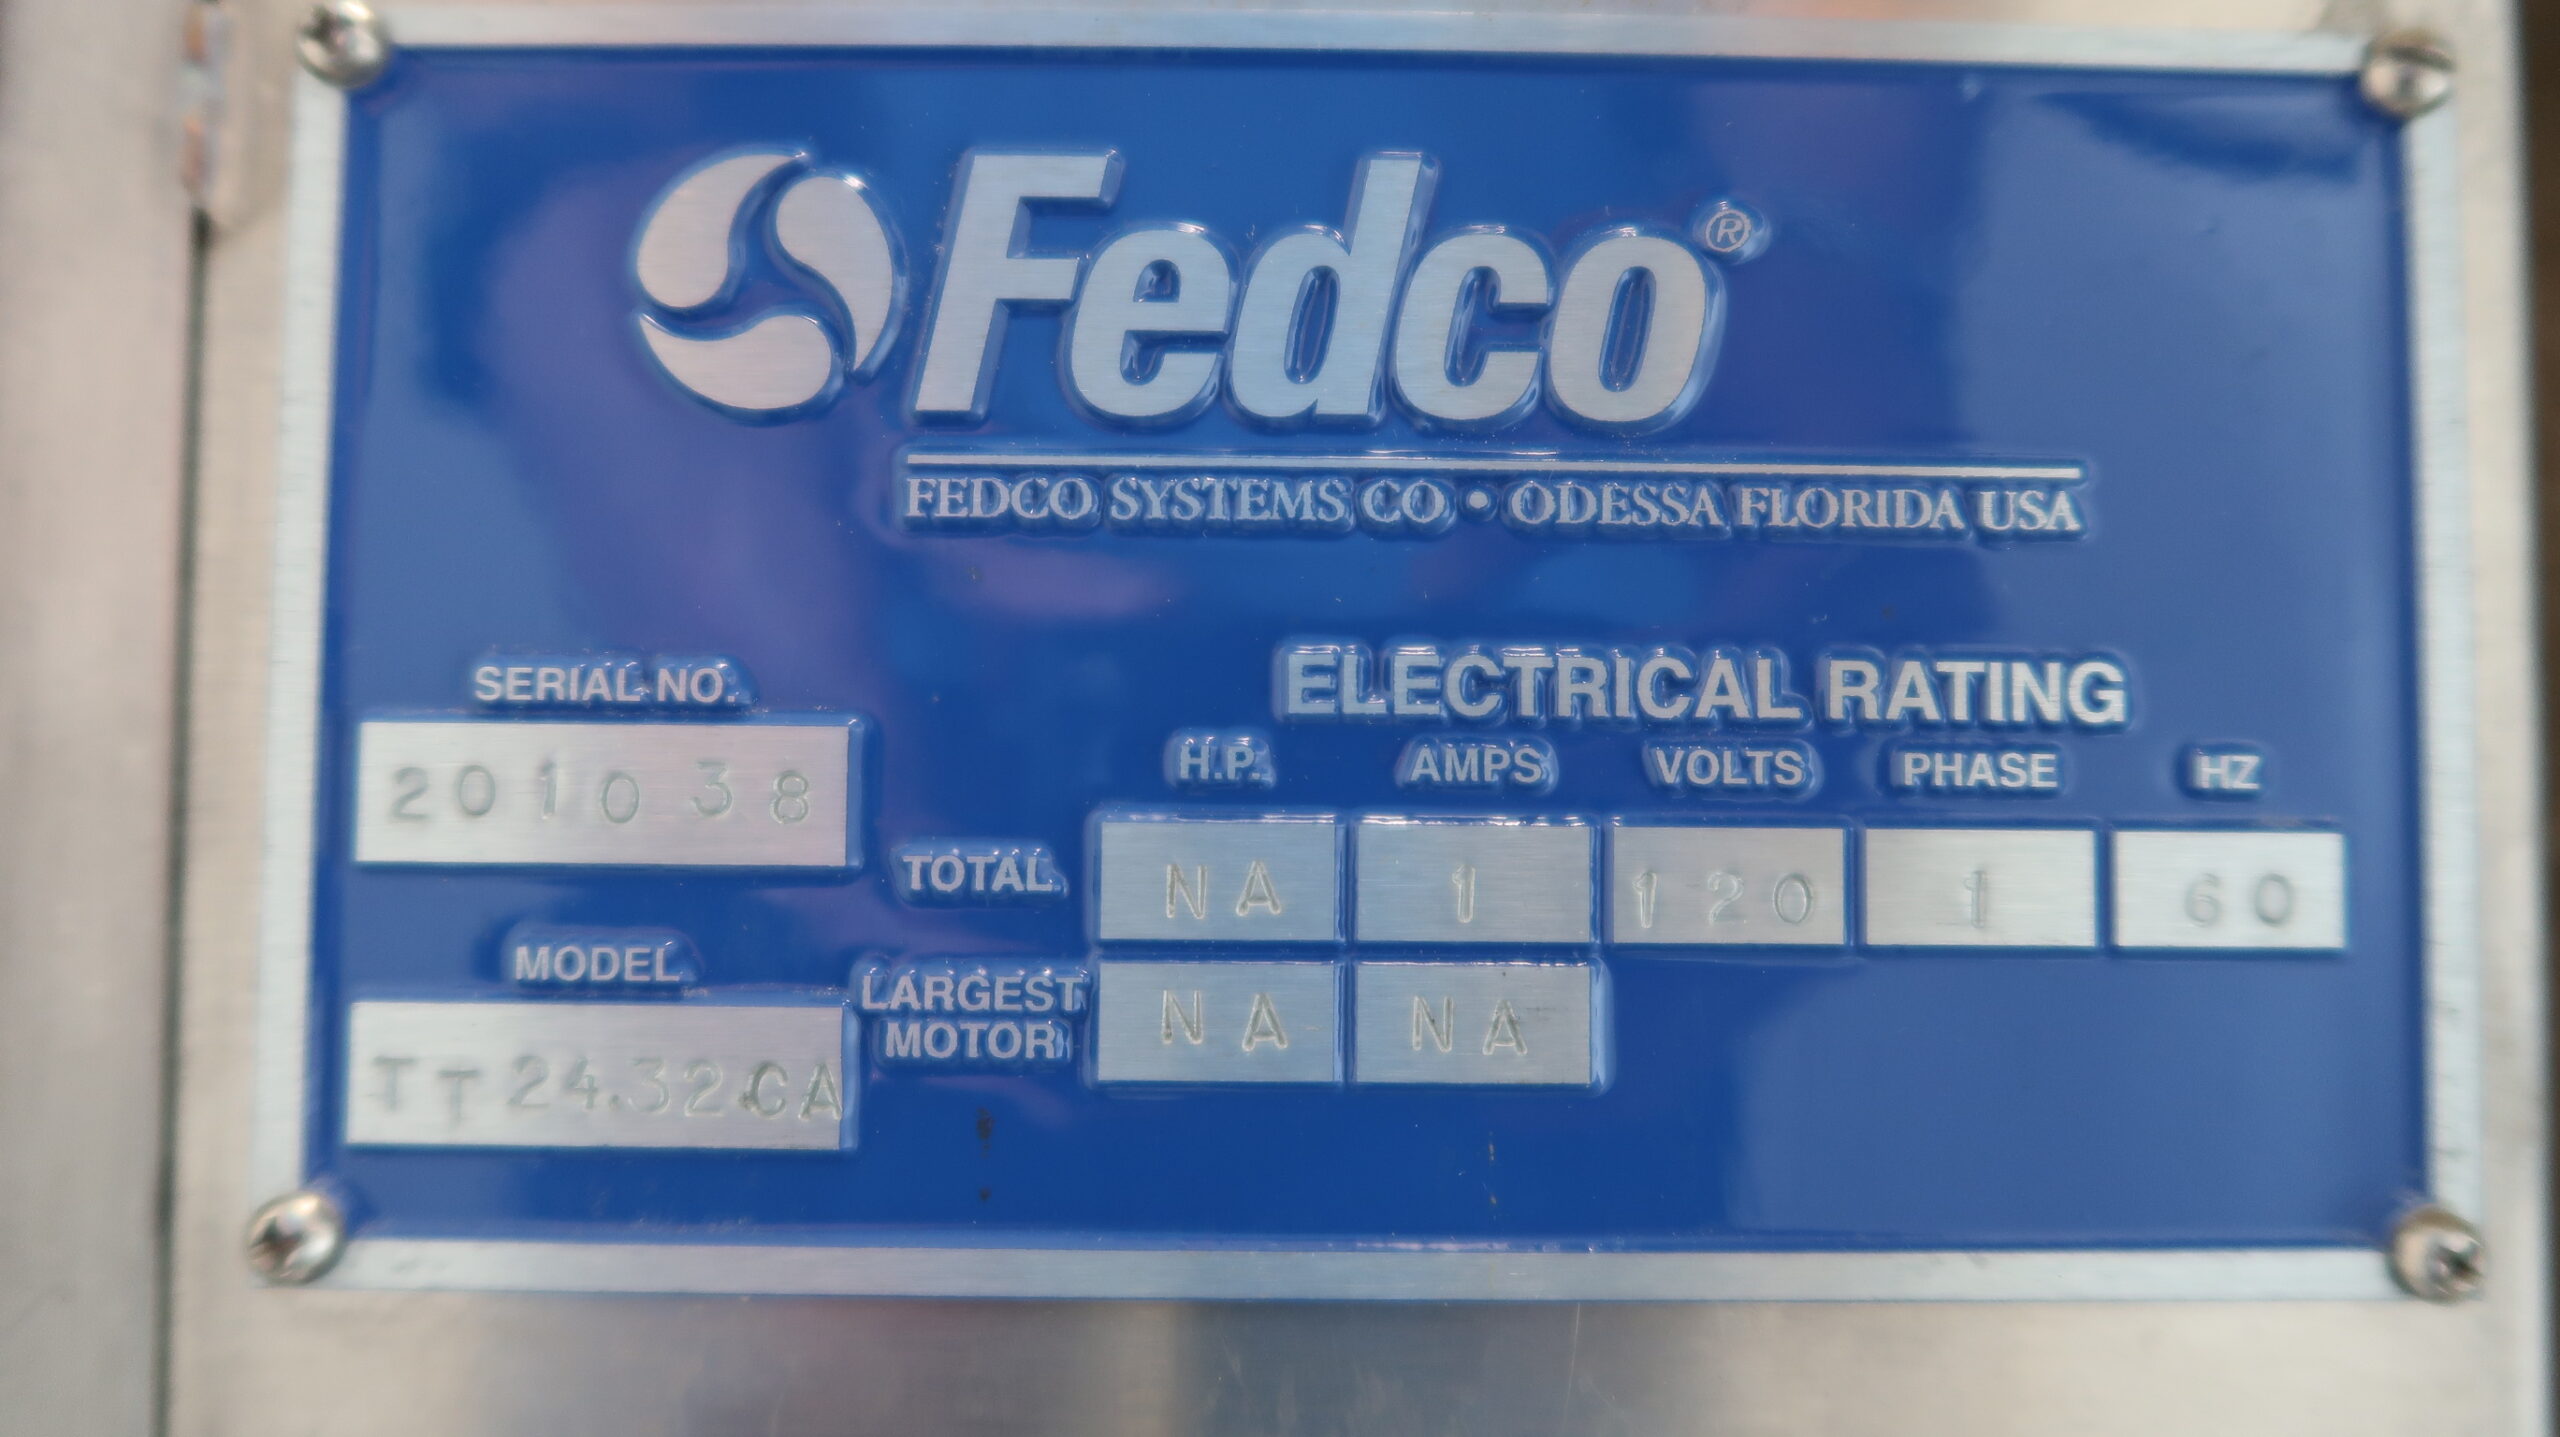 Fedco®
FEDCO SYSTEMS CO • ODESSA FLORIDA USA
SERIAL NO.
201038
MODEL
TT24.32CA
ELECTRICAL RATING
H.P. AMPS VOLTS PHASE HZ
TOTAL NA 1 120 1 60
LARGEST
MOTOR NA NA